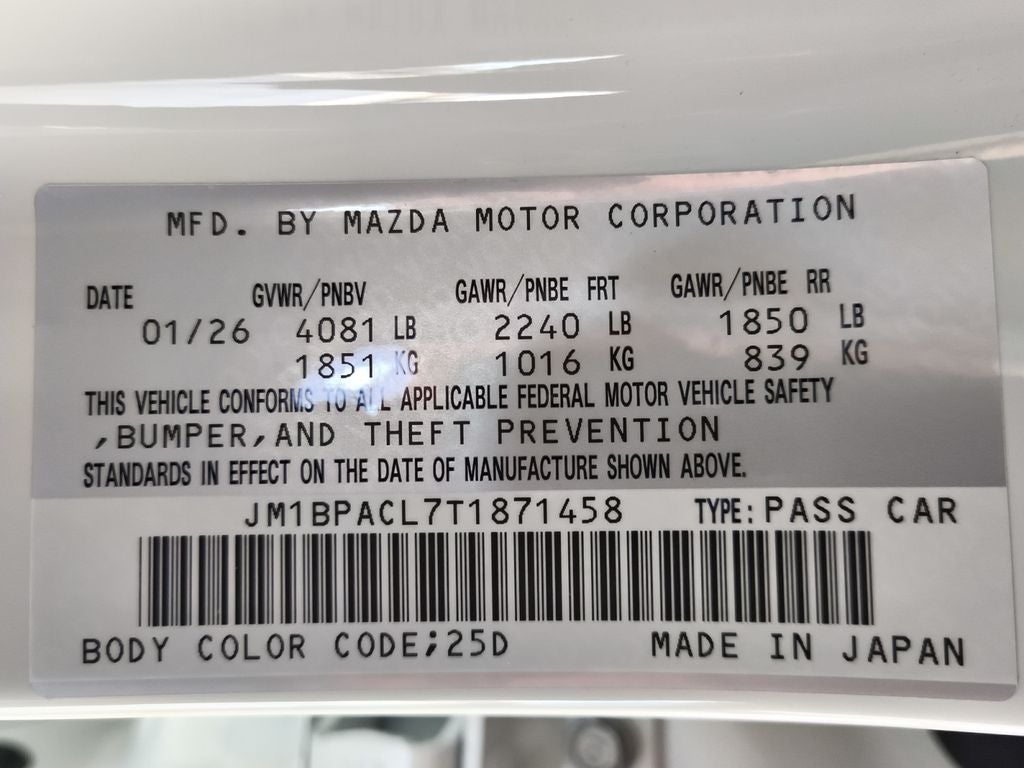 MFD. BY MAZDA MOTOR CORPORATION
DATE GVWR/PNBV GAWR/PNBE FRT GAWR/PNBE RR
01/26 4081 LB 2240 LB 1850 LB
1851 KG 1016 KG 839 KG
THIS VEHICLE CONFORMS TO ALL APPLICABLE FEDERAL MOTOR VEHICLE SAFETY
,BUMPER,AND THEFT PREVENTION
STANDARDS IN EFFECT ON THE DATE OF MANUFACTURE SHOWN ABOVE.
JM1BPACL7T1871458 TYPE:PASS CAR
BODY COLOR CODE;25D MADE IN JAPAN